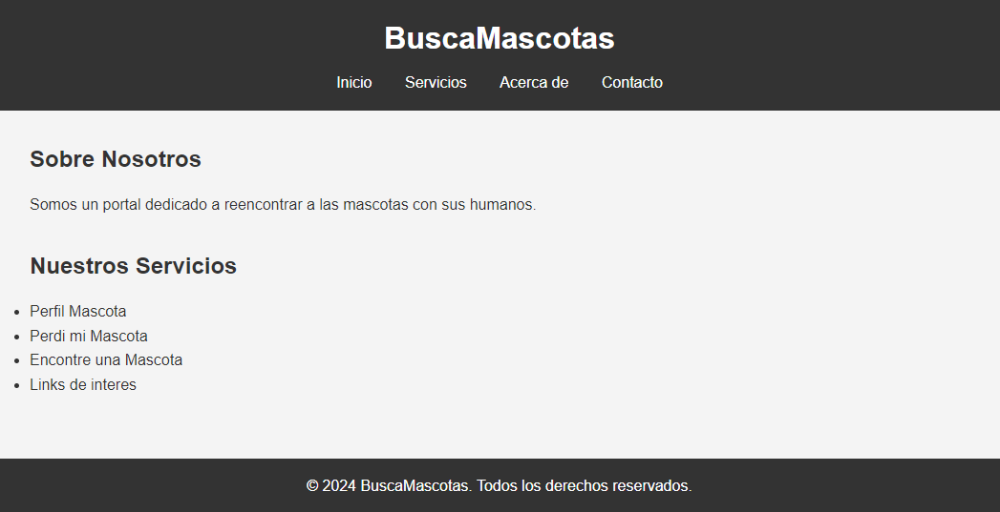 BuscaMascotas
Inicio Servicios Acerca de Contacto
Sobre Nosotros
Somos un portal dedicado a reencontrar a las mascotas con sus humanos.
Nuestros Servicios
Perfil Mascota
Perdi mi Mascota
Encontre una Mascota
Links de interes
© 2024 BuscaMascotas. Todos los derechos reservados.